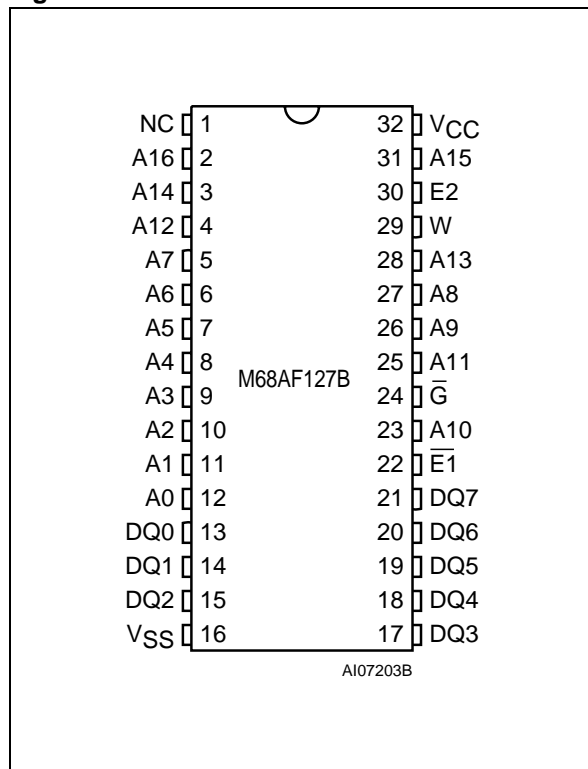 NC 1 32 VCC
A16 2 31 A15
A14 3 30 E2
A12 4 29 W
A7 5 28 A13
A6 6 27 A8
A5 7 26 A9
A4 8 25 A11
M68AF127B
A3 9 24 G̅
A2 10 23 A10
A1 11 22 E̅1̅
A0 12 21 DQ7
DQ0 13 20 DQ6
DQ1 14 19 DQ5
DQ2 15 18 DQ4
VSS 16 17 DQ3
AI07203B